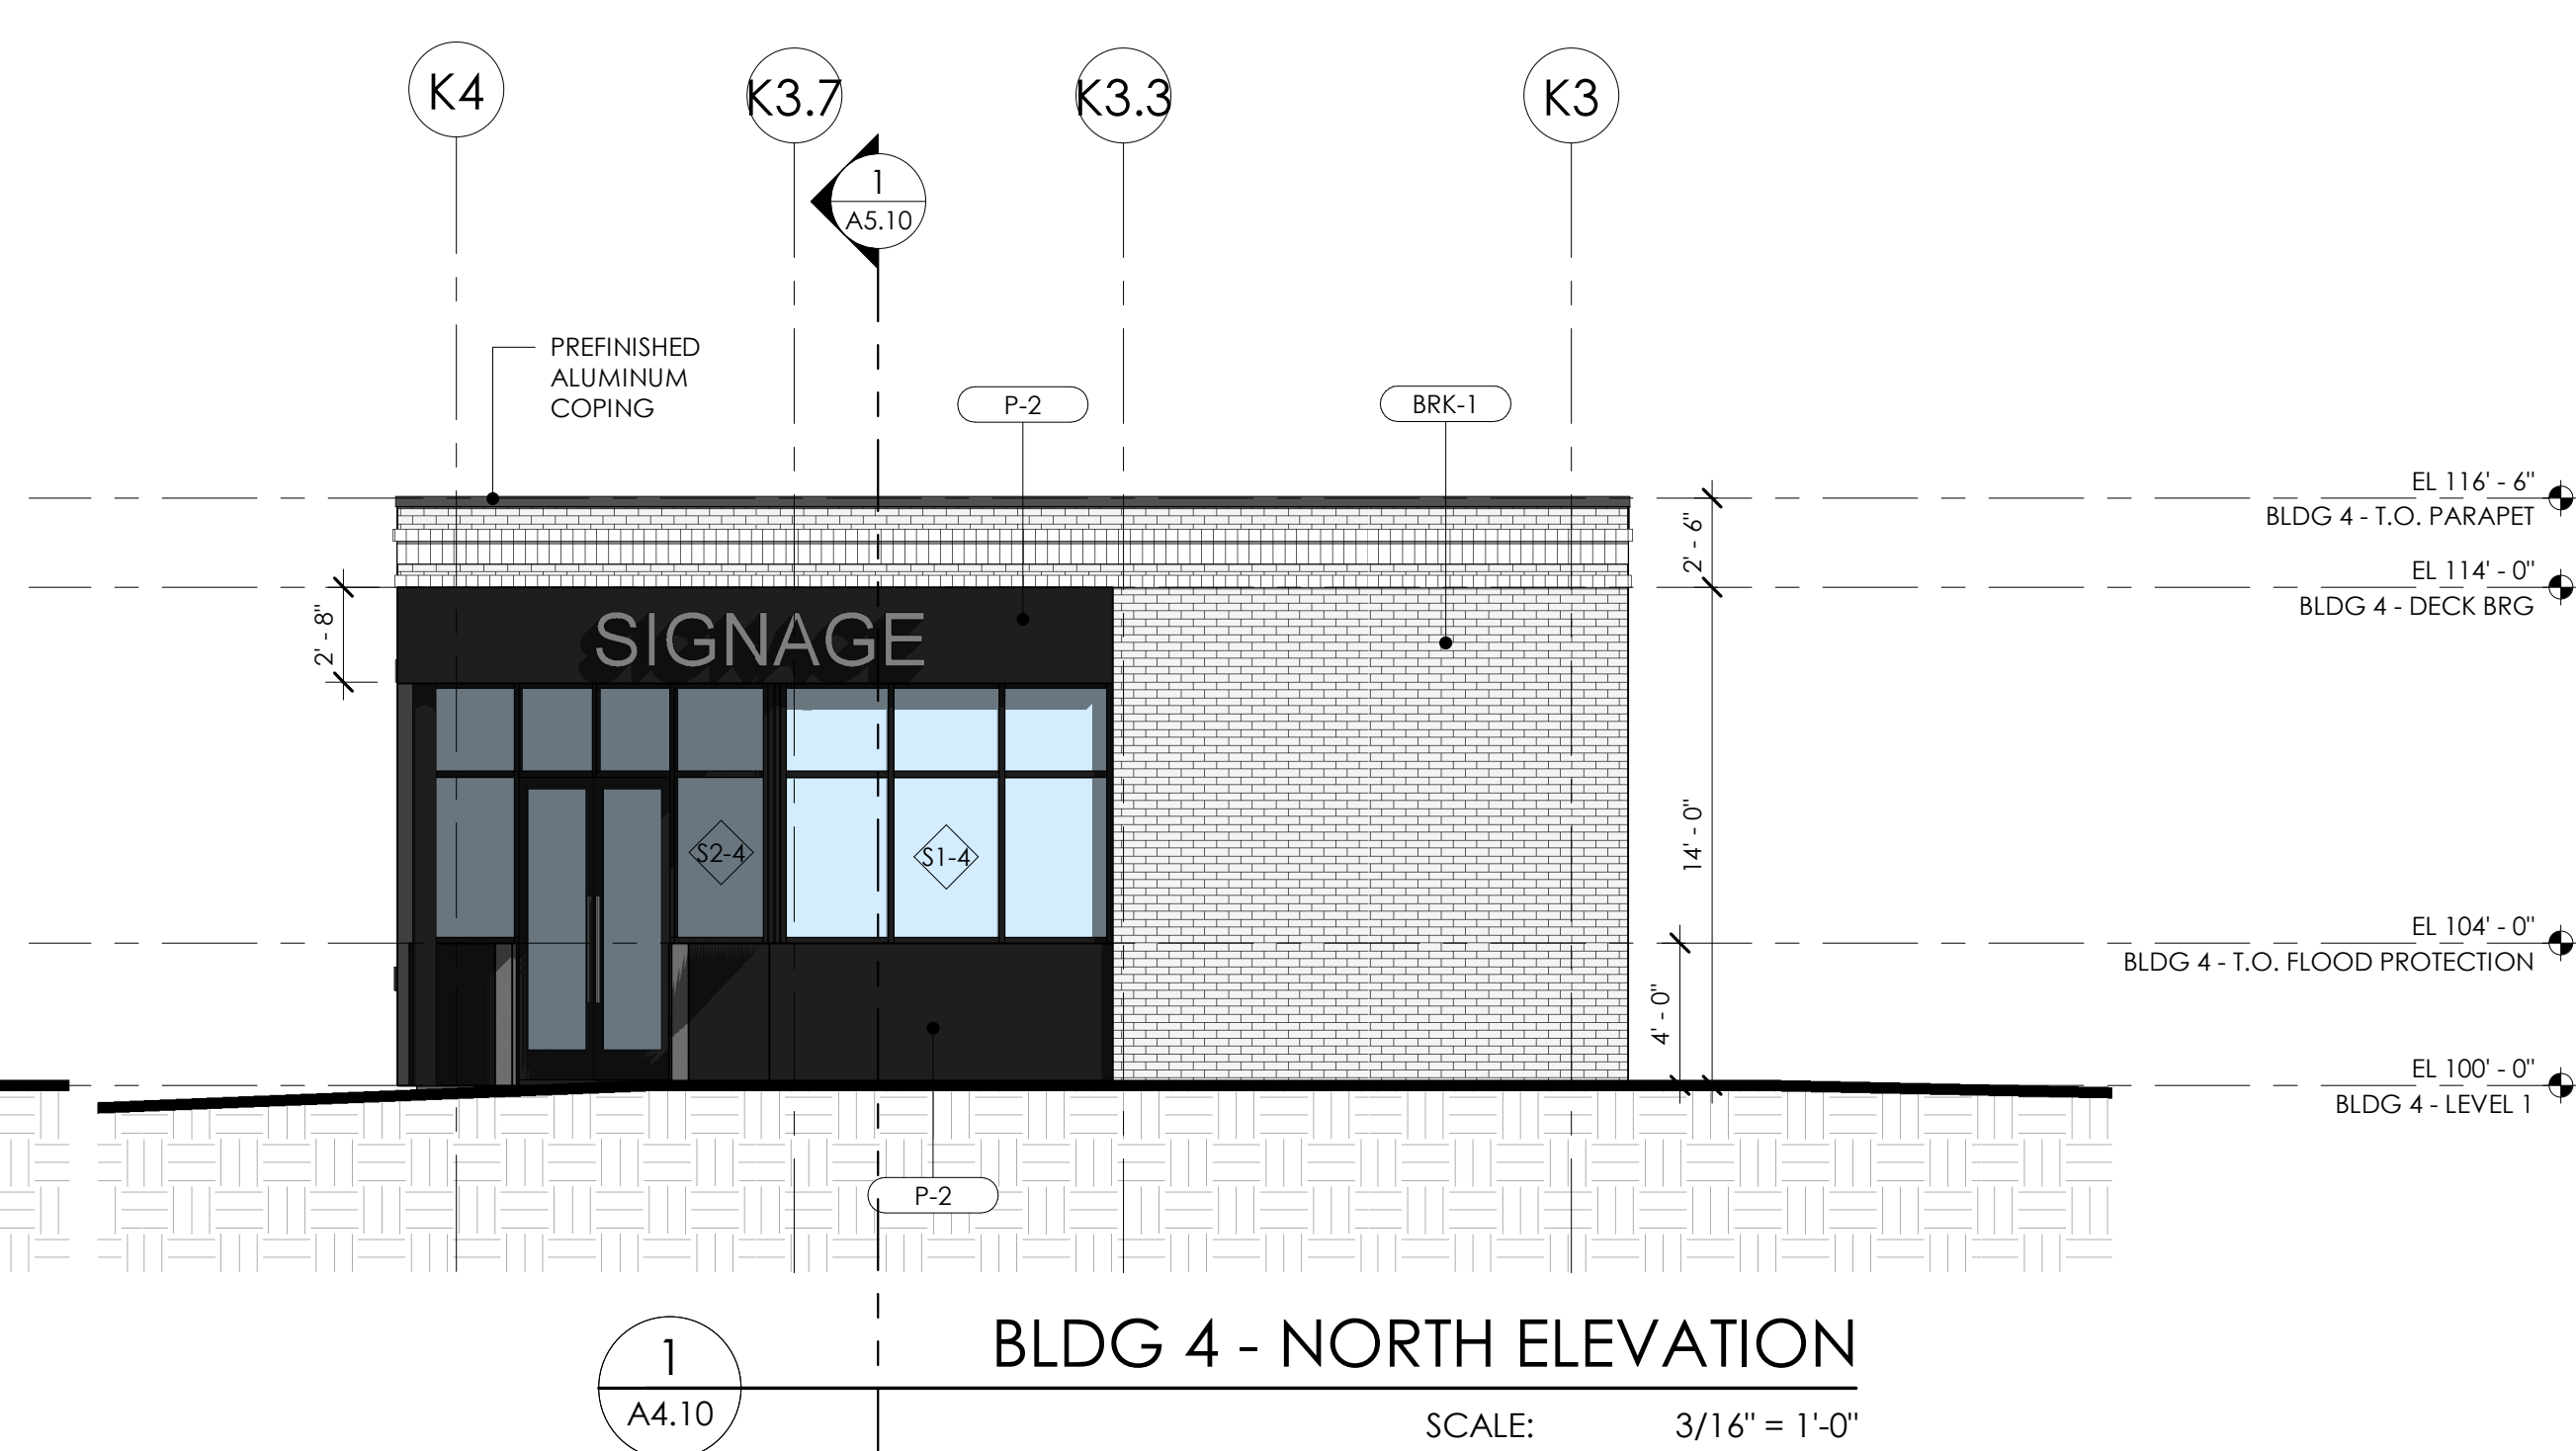 K4
K3.7
K3.3
K3
1
A5.10
PREFINISHED
ALUMINUM
COPING
P-2
BRK-1
EL 116' - 6"
BLDG 4 - T.O. PARAPET
2' - 6"
EL 114' - 0"
BLDG 4 - DECK BRG
2' - 8"
SIGNAGE
14' - 0"
S2-4
S1-4
EL 104' - 0"
BLDG 4 - T.O. FLOOD PROTECTION
4' - 0"
EL 100' - 0"
BLDG 4 - LEVEL 1
P-2
1
A4.10
BLDG 4 - NORTH ELEVATION
SCALE: 3/16" = 1'-0"